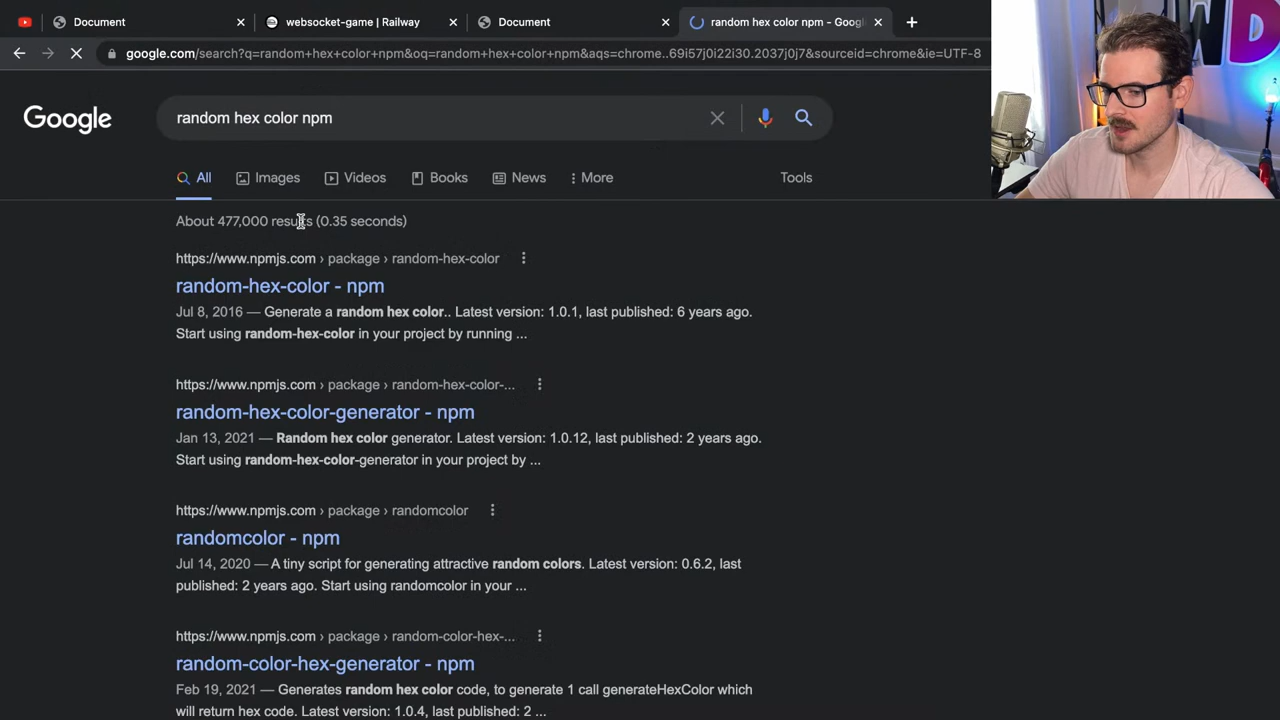 Document
websocket-game | Railway
Document
random hex color npm - Goog
google.com/search?q=random+hex+color+npm&oq=random+hex+color+npm&aqs=chrome..69i57j0i22i30.2037j0j7&sourceid=chrome&ie=UTF-8
Google
random hex color npm
All
Images
Videos
Books
News
More
Tools
About 477,000 results (0.35 seconds)
https://www.npmjs.com › package › random-hex-color
random-hex-color - npm
Jul 8, 2016 — Generate a random hex color.. Latest version: 1.0.1, last published: 6 years ago.
Start using random-hex-color in your project by running ...
https://www.npmjs.com › package › random-hex-color-...
random-hex-color-generator - npm
Jan 13, 2021 — Random hex color generator. Latest version: 1.0.12, last published: 2 years ago.
Start using random-hex-color-generator in your project by ...
https://www.npmjs.com › package › randomcolor
randomcolor - npm
Jul 14, 2020 — A tiny script for generating attractive random colors. Latest version: 0.6.2, last
published: 2 years ago. Start using randomcolor in your ...
https://www.npmjs.com › package › random-color-hex-...
random-color-hex-generator - npm
Feb 19, 2021 — Generates random hex color code, to generate 1 call generateHexColor which
will return hex code. Latest version: 1.0.4, last published: 2 ...